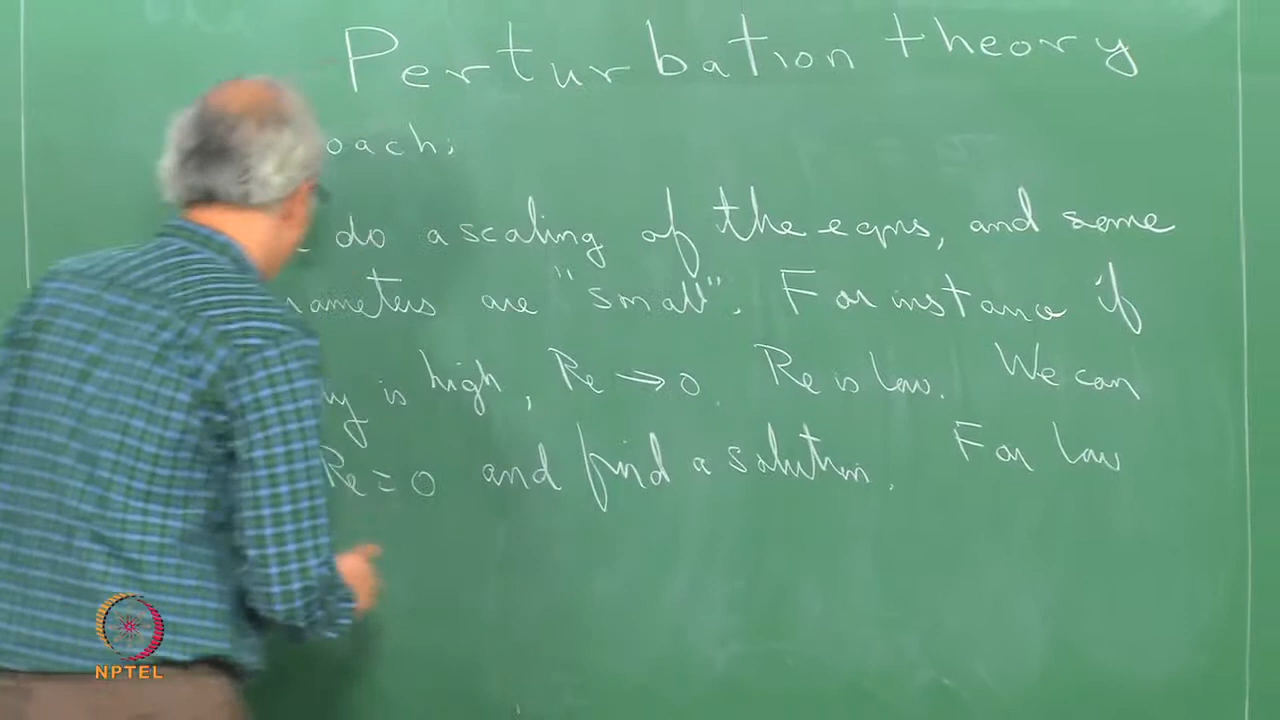 Perturbation theory
oach:
do a scaling of the eqns, and some
rameters are "small". For instance if
is high, Re → 0. Re is low. We can
Re = 0 and find a solution. For low
NPTEL